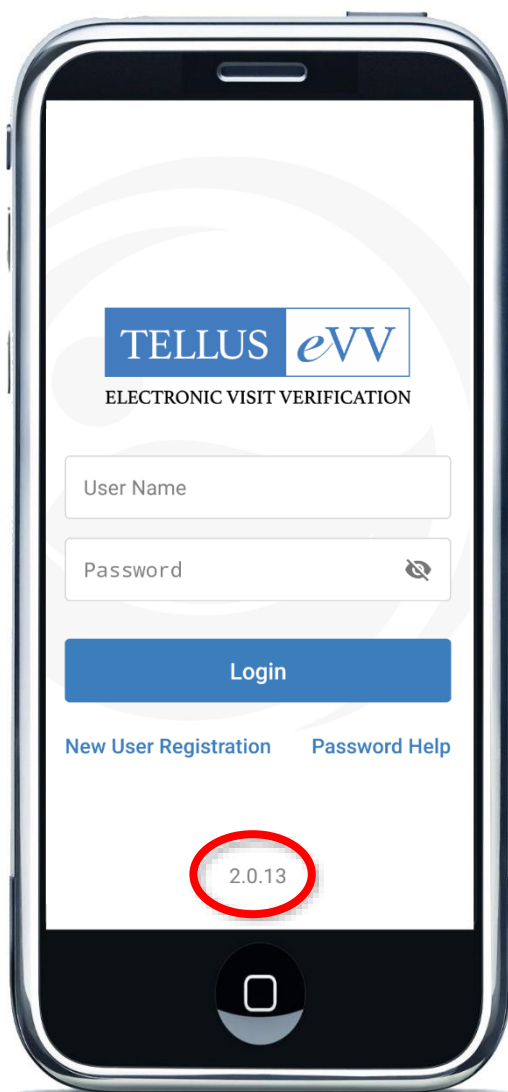 TELLUS eVV
ELECTRONIC VISIT VERIFICATION
User Name
Password
Login
New User Registration Password Help
2.0.13